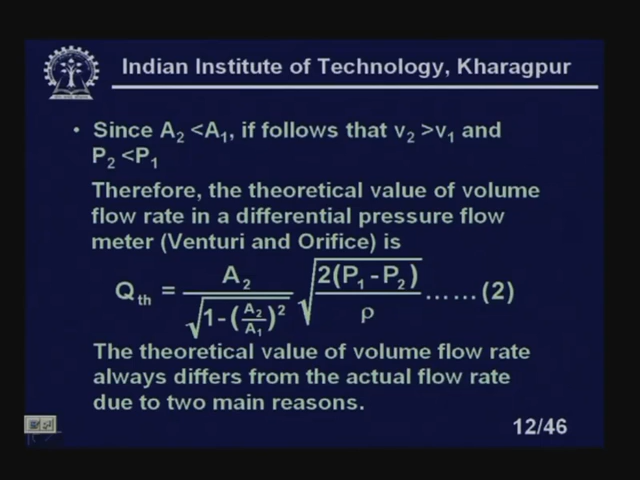 Indian Institute of Technology, Kharagpur
• Since A₂ <A₁, if follows that v₂ >v₁ and
P₂ <P₁
Therefore, the theoretical value of volume
flow rate in a differential pressure flow
meter (Venturi and Orifice) is
Qth = A₂ / √(1-(A₂/A₁)²) √(2(P₁-P₂)/ρ) ......(2)
The theoretical value of volume flow rate
always differs from the actual flow rate
due to two main reasons.
12/46